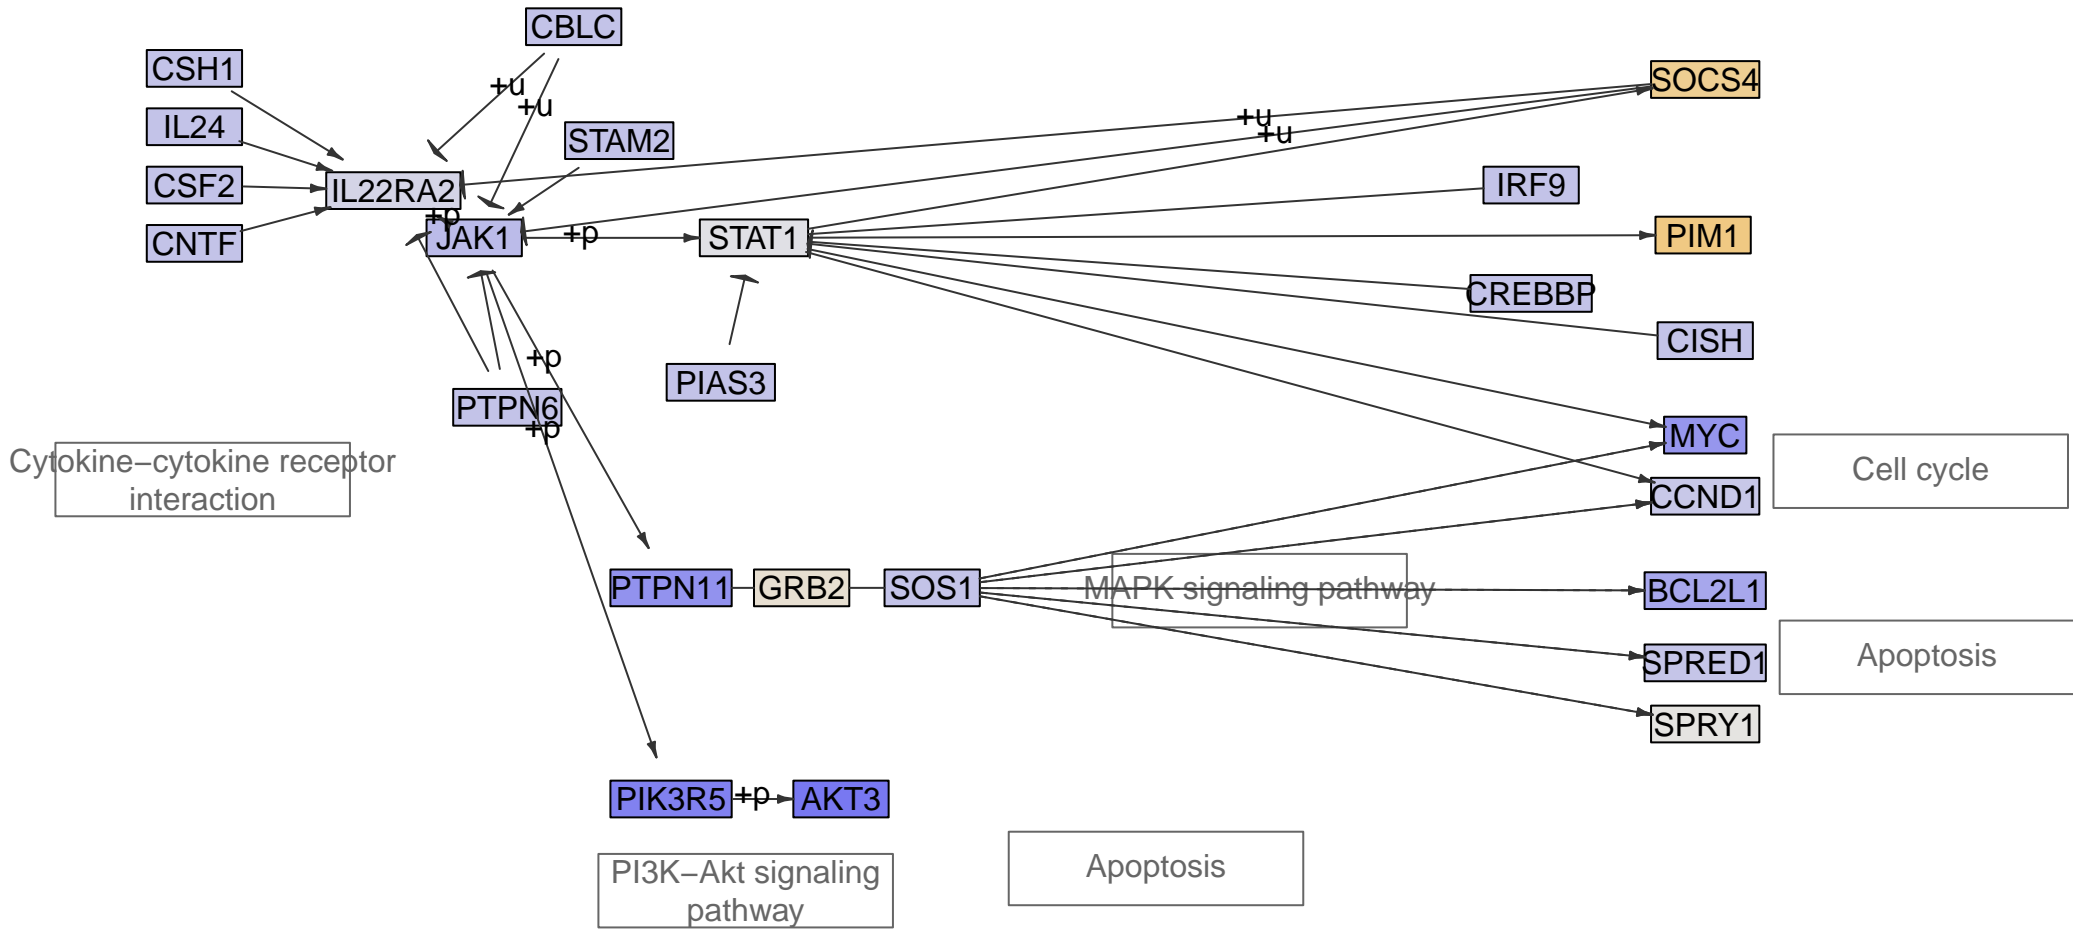 CBLC
CSH1
+u
SOCS4
+u
+u
IL24
+u
STAM2
CSF2
IL22RA2
IRF9
+p
CNTF
JAK1
+p
STAT1
PIM1
CREBBP
CISH
+p
PIAS3
PTPN6
+p
MYC
Cytokine−cytokine receptor
interaction
Cell cycle
CCND1
PTPN11
GRB2
SOS1
MAPK signaling pathway
BCL2L1
SPRED1
Apoptosis
SPRY1
PIK3R5
+p
AKT3
PI3K−Akt signaling
pathway
Apoptosis